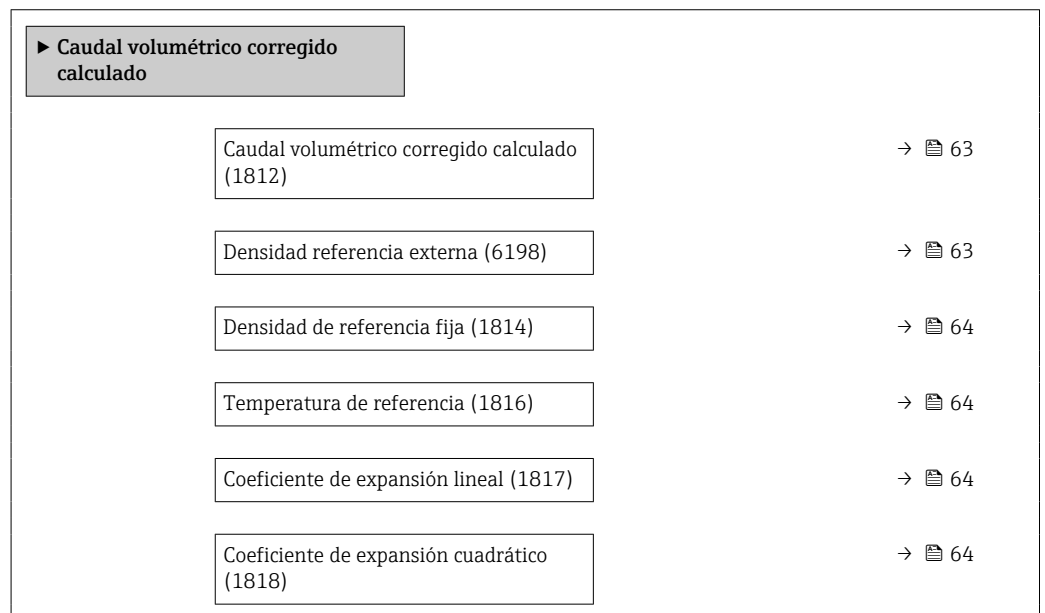 ▶ Caudal volumétrico corregido
calculado
Caudal volumétrico corregido calculado
(1812)
→ 63
Densidad referencia externa (6198)
→ 63
Densidad de referencia fija (1814)
→ 64
Temperatura de referencia (1816)
→ 64
Coeficiente de expansión lineal (1817)
→ 64
Coeficiente de expansión cuadrático
(1818)
→ 64